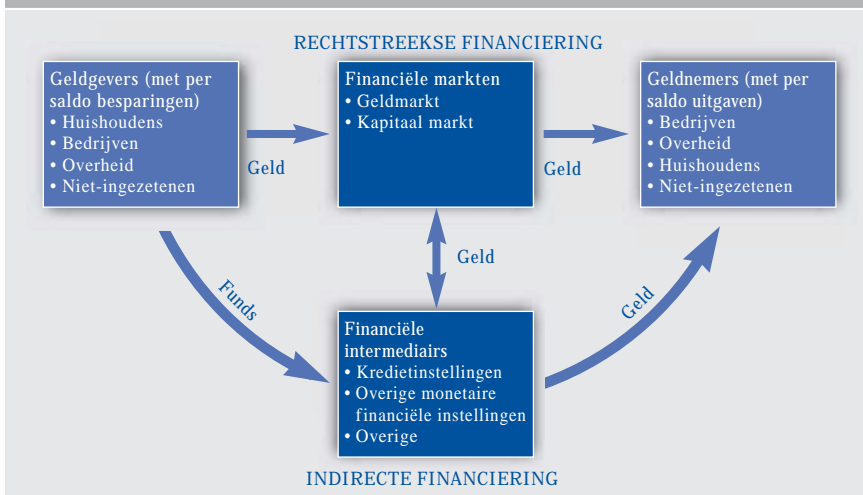 RECHTSTREEKSE FINANCIERING
Geldgevers (met per
saldo besparingen)
• Huishoudens
• Bedrijven
• Overheid
• Niet-ingezetenen
Geld
Financiële markten
• Geldmarkt
• Kapitaal markt
Geld
Geldnemers (met per
saldo uitgaven)
• Bedrijven
• Overheid
• Huishoudens
• Niet-ingezetenen
Geld
Funds
Geld
Financiële
intermediairs
• Kredietinstellingen
• Overige monetaire
financiële instellingen
• Overige
INDIRECTE FINANCIERING